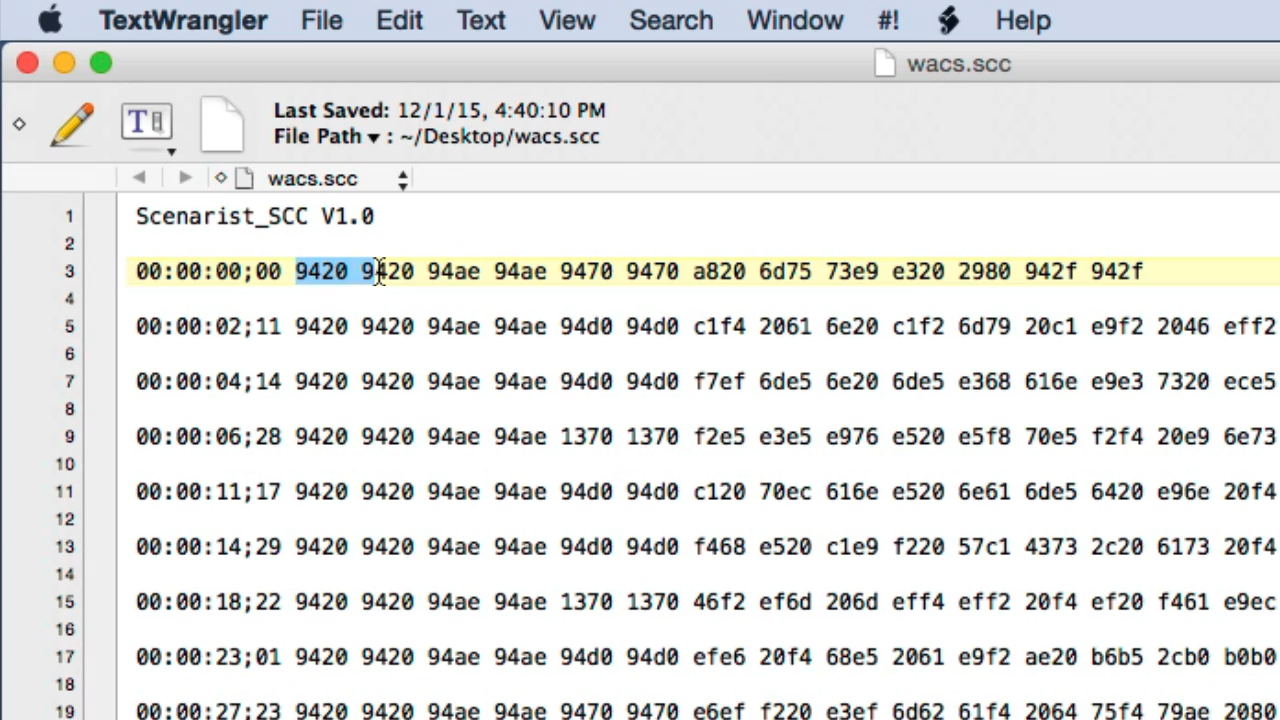 TextWrangler File Edit Text View Search Window #! Help
wacs.scc
Last Saved: 12/1/15, 4:40:10 PM
File Path ▾ : ~/Desktop/wacs.scc
wacs.scc
1 Scenarist_SCC V1.0
2
3 00:00:00;00 9420 9420 94ae 94ae 9470 9470 a820 6d75 73e9 e320 2980 942f 942f
4
5 00:00:02;11 9420 9420 94ae 94ae 94d0 94d0 c1f4 2061 6e20 c1f2 6d79 20c1 e9f2 2046 eff2
6
7 00:00:04;14 9420 9420 94ae 94ae 94d0 94d0 f7ef 6de5 6e20 6de5 e368 616e e9e3 7320 ece5
8
9 00:00:06;28 9420 9420 94ae 94ae 1370 1370 f2e5 e3e5 e976 e520 e5f8 70e5 f2f4 20e9 6e73
10
11 00:00:11;17 9420 9420 94ae 94ae 94d0 94d0 c120 70ec 616e e520 6e61 6de5 6420 e96e 20f4
12
13 00:00:14;29 9420 9420 94ae 94ae 94d0 94d0 f468 e520 c1e9 f220 57c1 4373 2c20 6173 20f4
14
15 00:00:18;22 9420 9420 94ae 94ae 1370 1370 46f2 ef6d 206d eff4 eff2 20f4 ef20 f461 e9ec
16
17 00:00:23;01 9420 9420 94ae 94ae 94d0 94d0 efe6 20f4 68e5 2061 e9f2 ae20 b6b5 2cb0 b0b0
18
19 00:00:27;23 9420 9420 94ae 94ae 9470 9470 e6ef f220 e3ef 6d62 61f4 2064 75f4 79ae 2080